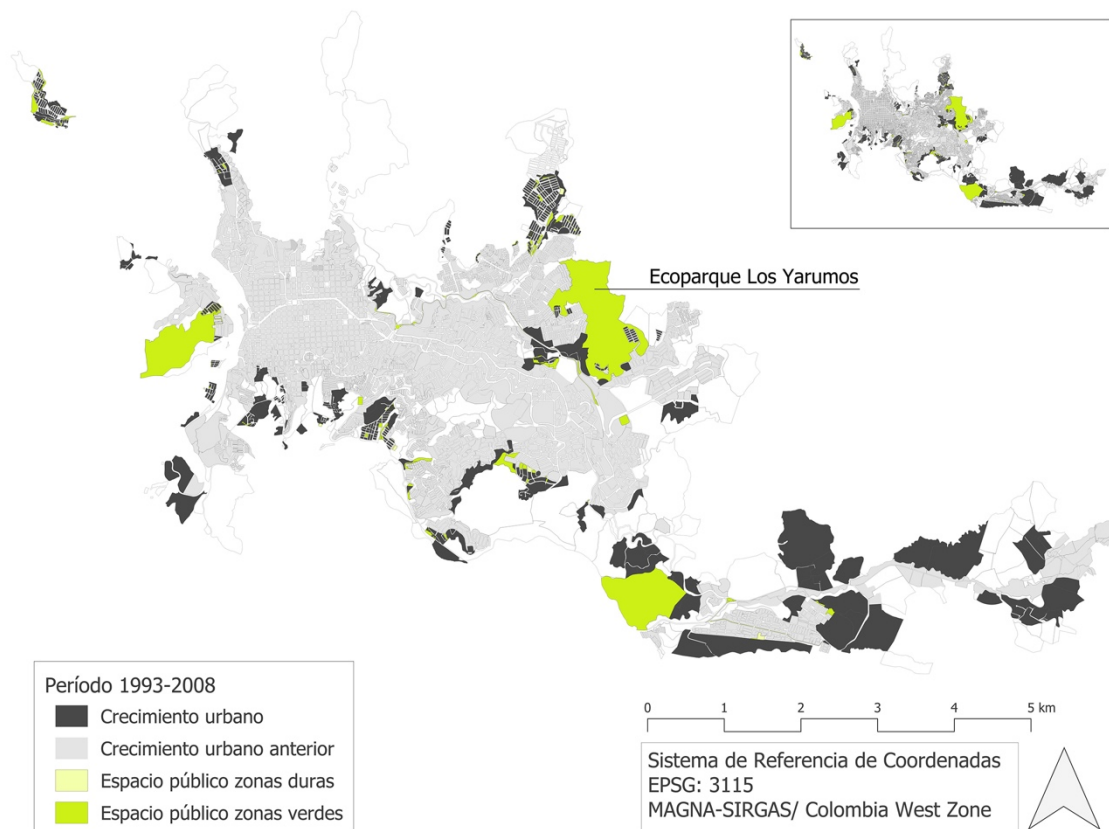 Ecoparque Los Yarumos
Período 1993-2008
Crecimiento urbano
Crecimiento urbano anterior
Espacio público zonas duras
Espacio público zonas verdes
0 1 2 3 4 5 km
Sistema de Referencia de Coordenadas
EPSG: 3115
MAGNA-SIRGAS/ Colombia West Zone